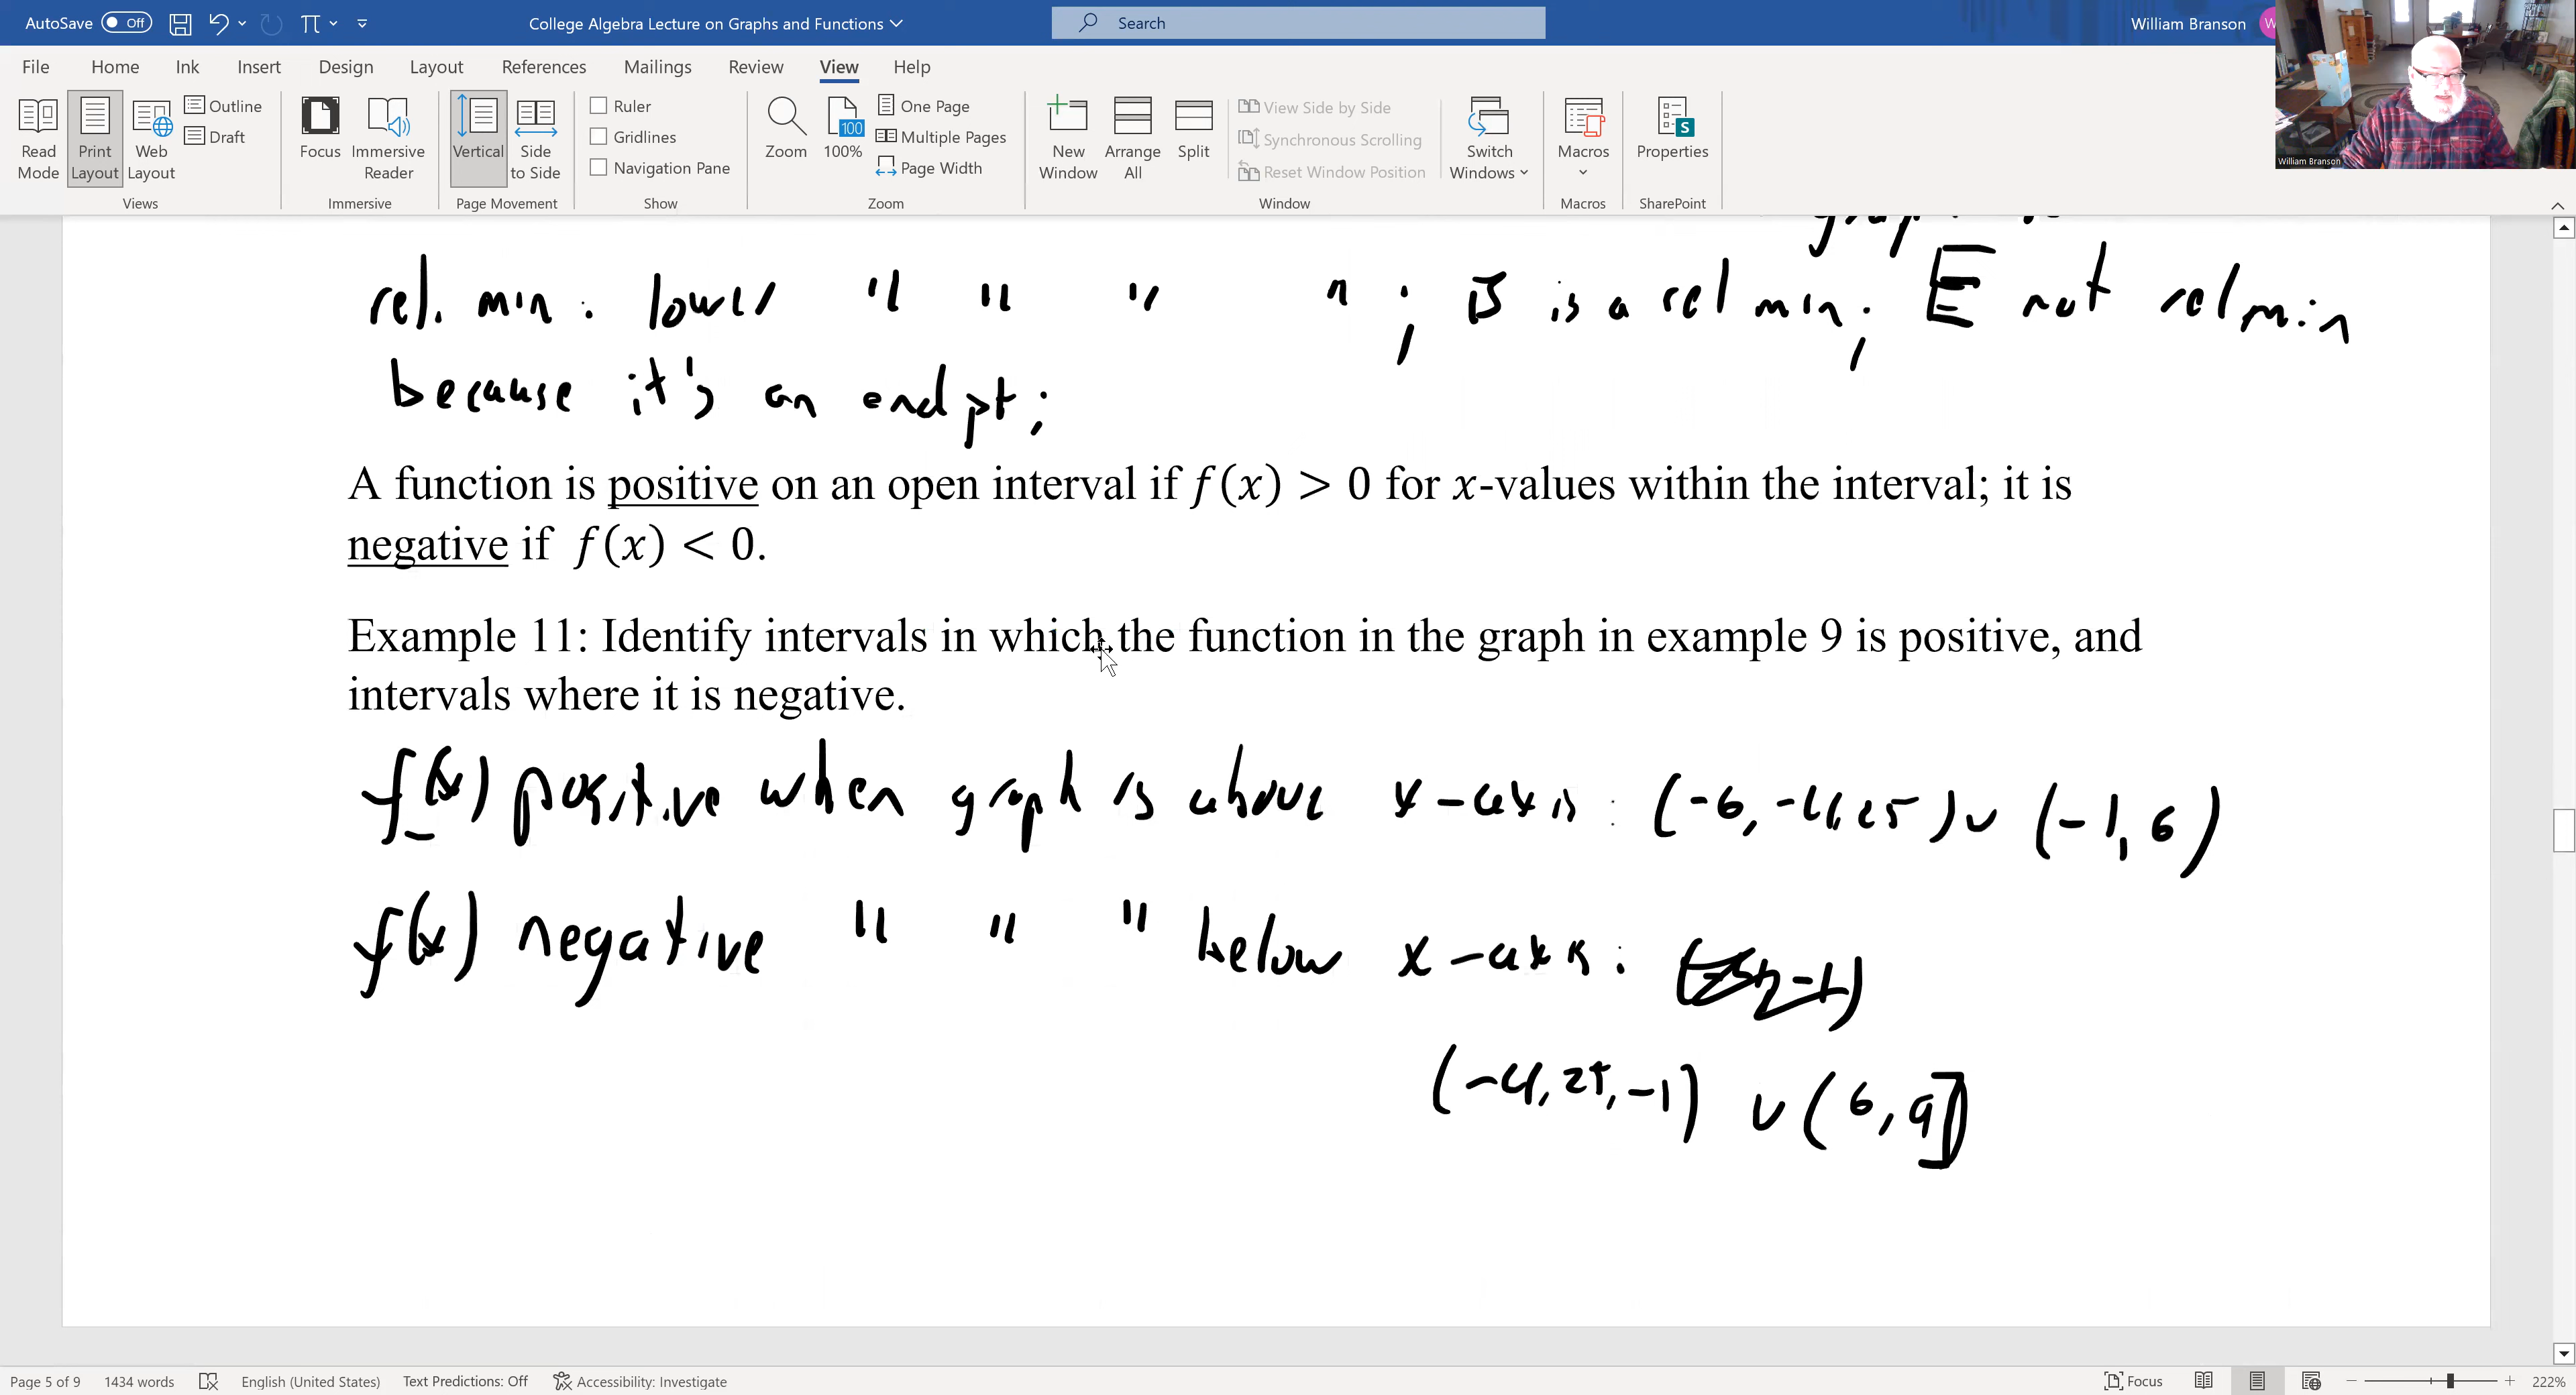 AutoSave Off College Algebra Lecture on Graphs and Functions Search William Branson
File Home Ink Insert Design Layout References Mailings Review View Help
Read Mode
Print Layout
Web Layout
Outline
Draft
Views
Focus
Immersive Reader
Immersive
Vertical
Side to Side
Page Movement
Ruler
Gridlines
Navigation Pane
Show
Zoom
100
100%
One Page
Multiple Pages
Page Width
Zoom
New Window
Arrange All
Split
View Side by Side
Synchronous Scrolling
Reset Window Position
Switch Windows
Window
Macros
Macros
S
Properties
SharePoint
William Branson
rel. min: lower " " " " ; B is a rel min; E not rel min
because it's an end pt;
A function is positive on an open interval if f(x) > 0 for x-values within the interval; it is
negative if f(x) < 0.
Example 11: Identify intervals in which the function in the graph in example 9 is positive, and
intervals where it is negative.
f(x) positive when graph is above x-axis: (-6, -4.25) ∪ (-1, 6)
f(x) negative " " " below x-axis:
(-4.25, -1) ∪ (6, 9]
Page 5 of 9 1434 words English (United States) Text Predictions: Off Accessibility: Investigate Focus 222%